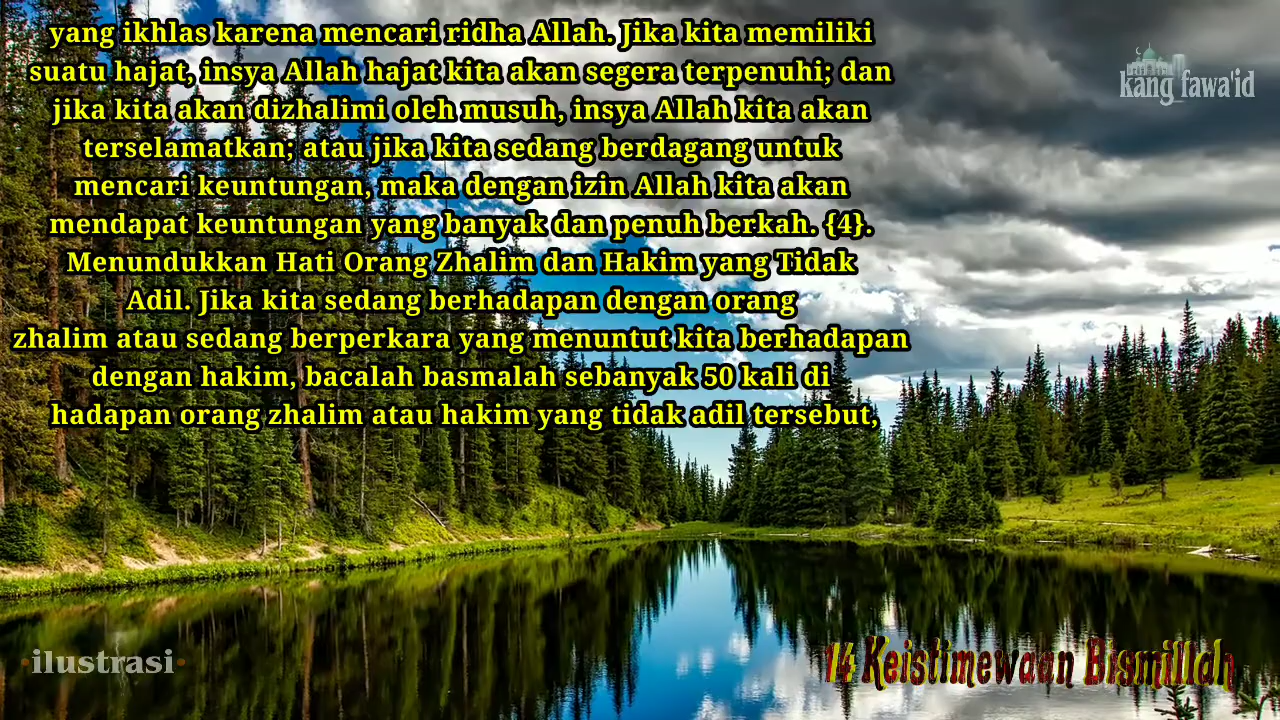 yang ikhlas karena mencari ridha Allah. Jika kita memiliki
suatu hajat, insya Allah hajat kita akan segera terpenuhi; dan
jika kita akan dizhalimi oleh musuh, insya Allah kita akan
terselamatkan; atau jika kita sedang berdagang untuk
mencari keuntungan, maka dengan izin Allah kita akan
mendapat keuntungan yang banyak dan penuh berkah. {4}.
Menundukkan Hati Orang Zhalim dan Hakim yang Tidak
Adil. Jika kita sedang berhadapan dengan orang
zhalim atau sedang berperkara yang menuntut kita berhadapan
dengan hakim, bacalah basmalah sebanyak 50 kali di
hadapan orang zhalim atau hakim yang tidak adil tersebut,
kang fawa'id
•ilustrasi•
14 Keistimewaan Bismillah